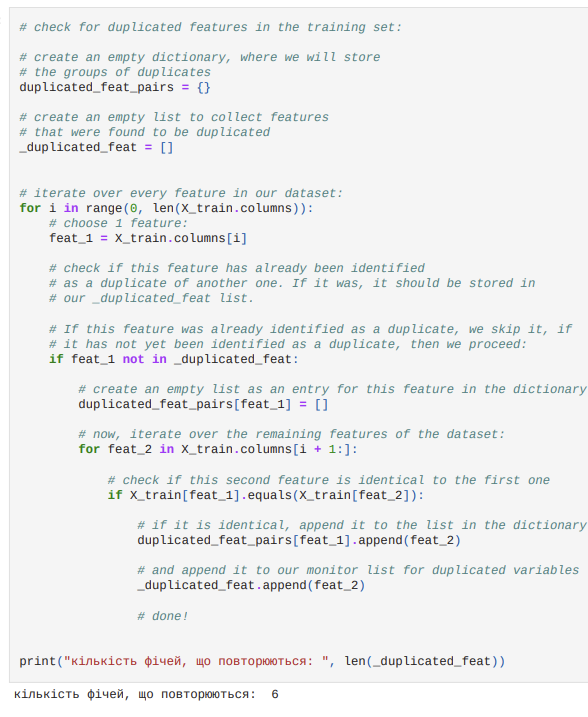 # check for duplicated features in the training set:
# create an empty dictionary, where we will store
# the groups of duplicates
duplicated_feat_pairs = {}
# create an empty list to collect features
# that were found to be duplicated
_duplicated_feat = []
# iterate over every feature in our dataset:
for i in range(0, len(X_train.columns)):
    # choose 1 feature:
    feat_1 = X_train.columns[i]
    # check if this feature has already been identified
    # as a duplicate of another one. If it was, it should be stored in
    # our _duplicated_feat list.
    # If this feature was already identified as a duplicate, we skip it, if
    # it has not yet been identified as a duplicate, then we proceed:
    if feat_1 not in _duplicated_feat:
        # create an empty list as an entry for this feature in the dictionary
        duplicated_feat_pairs[feat_1] = []
        # now, iterate over the remaining features of the dataset:
        for feat_2 in X_train.columns[i + 1:]:
            # check if this second feature is identical to the first one
            if X_train[feat_1].equals(X_train[feat_2]):
                # if it is identical, append it to the list in the dictionary
                duplicated_feat_pairs[feat_1].append(feat_2)
                # and append it to our monitor list for duplicated variables
                _duplicated_feat.append(feat_2)
                # done!
print("кількість фічей, що повторюються: ", len(_duplicated_feat))
кількість фічей, що повторюються:  6